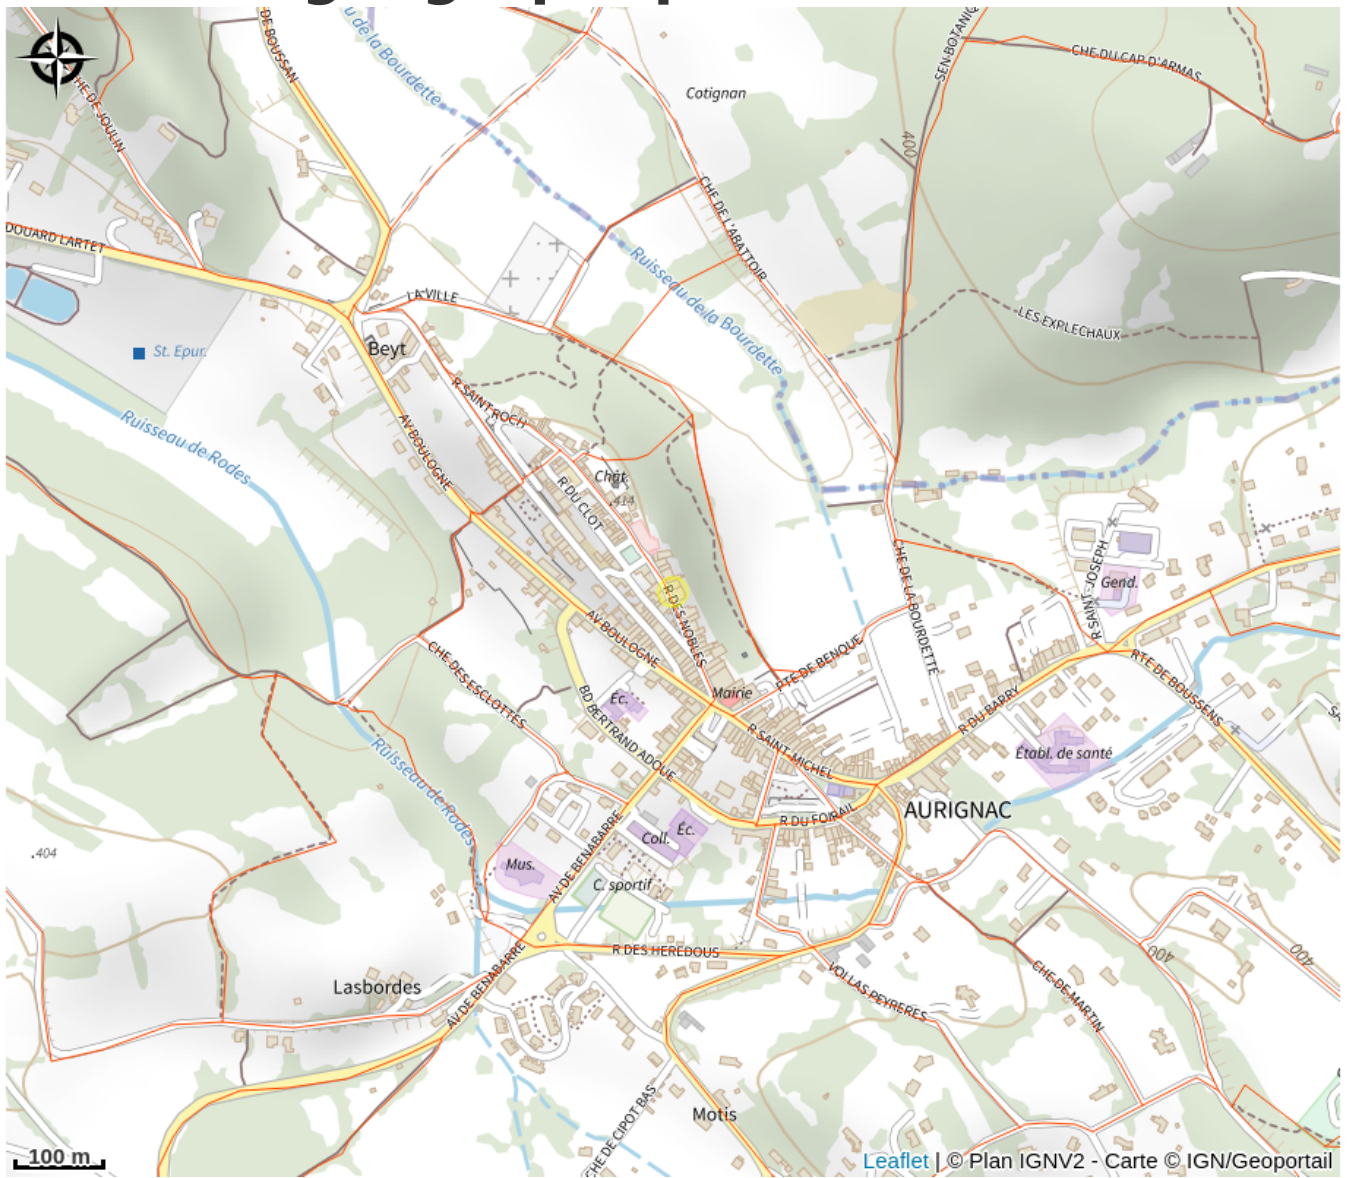 DE BOUSSAN
u de la Bourdette
SEN BOTANIQ
CHE DU CAP D'ARMAS
HE DE JOULIN
Cotignan
400
CHE DE L'ABATTOIR
DOUARD LARTET
Ruisseau de la Bourdette
LA VILLE
LES EXPLECHAUX
St. Epur.
Beyt
R SAINT-ROCH
Ruisseau de Rodes
AV BOULOGNE
Chât.
.414
R DU CLOT
R SAINT-JOSEPH
Gend.
CHE DE LA BOURDETTE
R DES NOBLES
AV BOULOGNE
RTE DE BENQUE
CHE DES ESCLOTTES
RTE DE BOUSSENS
Éc.
Mairie
BD BERTRAND ADOUE
R DU BARRY
SA
R SAINT-MICHEL
Établ. de santé
Ruisseau de Rodes
R DU FOIRAIL
AURIGNAC
Coll.
Éc.
.404
AV DE BENABARRE
Mus.
C. sportif
R DES HEREDOUS
400
400
Lasbordes
AV DE BENABARRE
VOI LAS PEYRERES
CHE DE MARTIN
Motis
CHE DE CIPOT BAS
100 m
Leaflet | © Plan IGNV2 - Carte © IGN/Geoportail